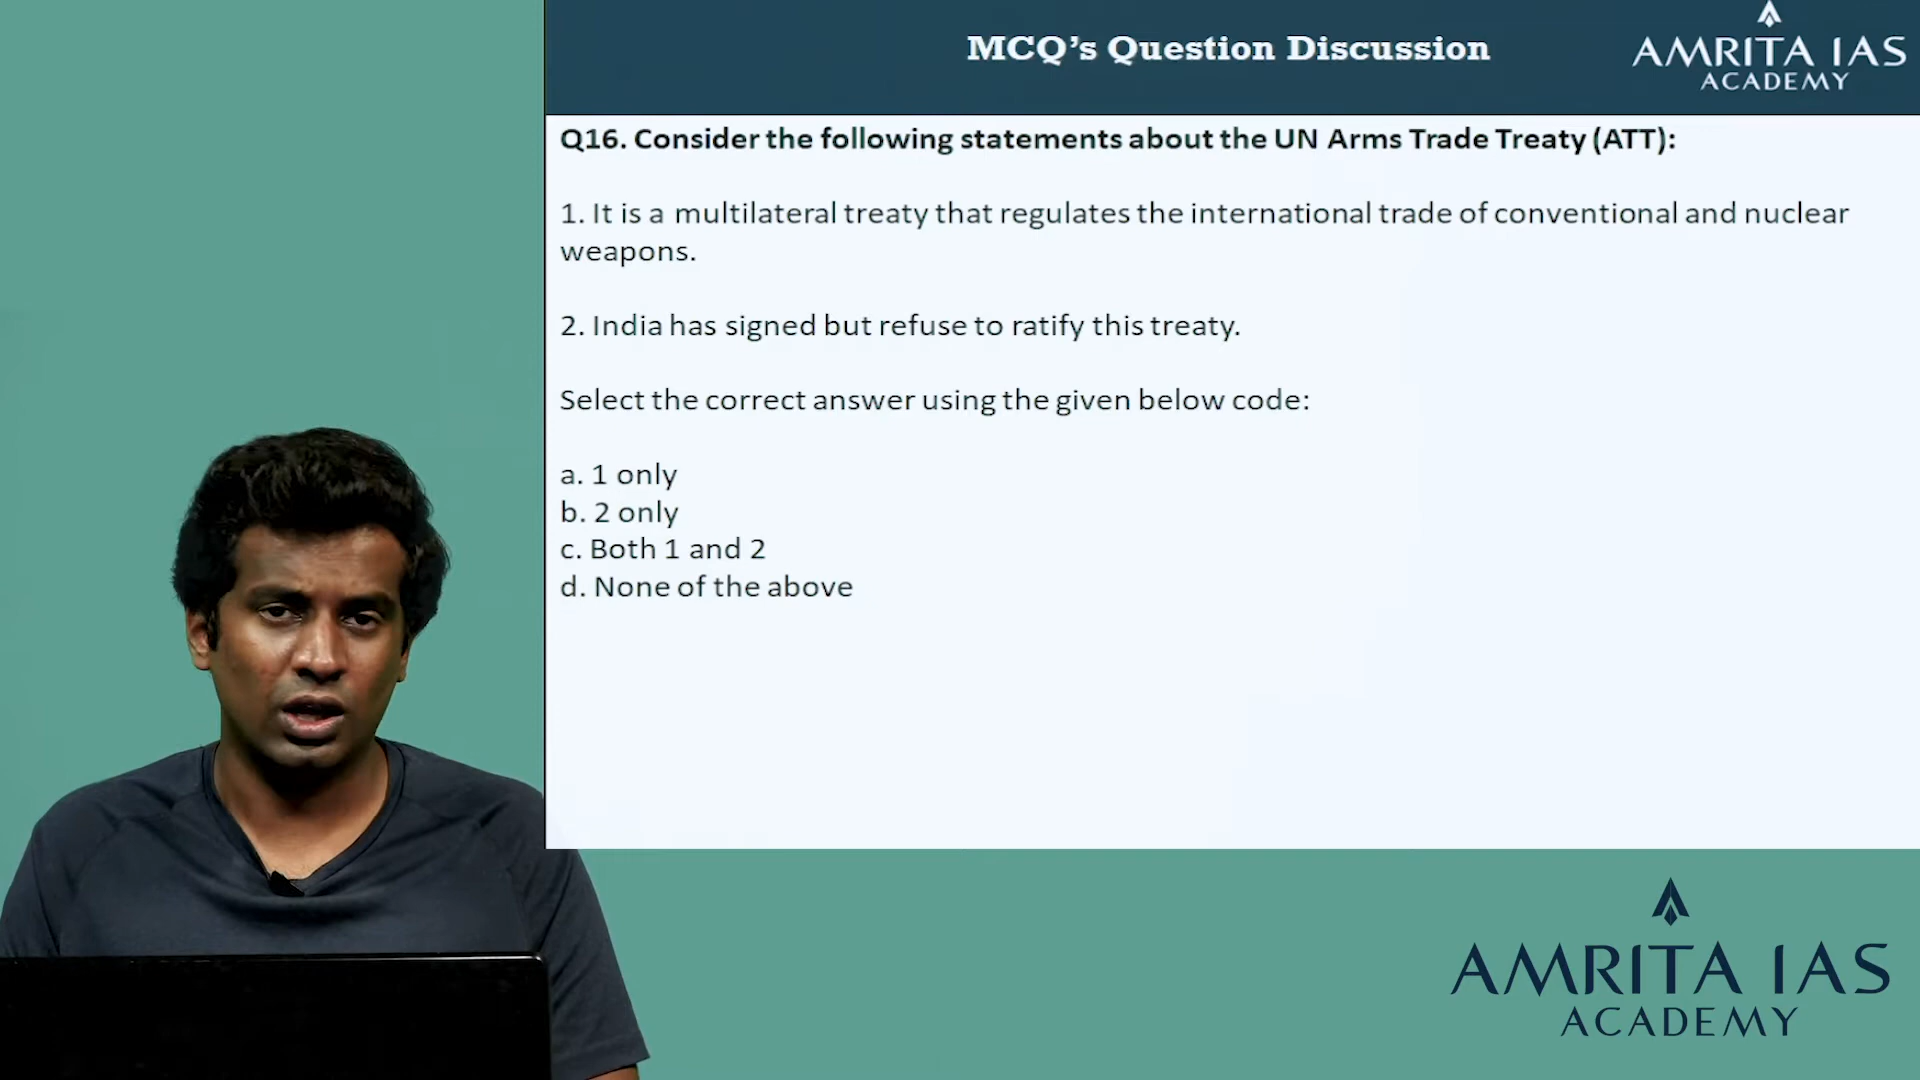 MCQ's Question Discussion
AMRITA IAS
ACADEMY
Q16. Consider the following statements about the UN Arms Trade Treaty (ATT):
1. It is a multilateral treaty that regulates the international trade of conventional and nuclear
weapons.
2. India has signed but refuse to ratify this treaty.
Select the correct answer using the given below code:
a. 1 only
b. 2 only
c. Both 1 and 2
d. None of the above
AMRITA IAS
ACADEMY